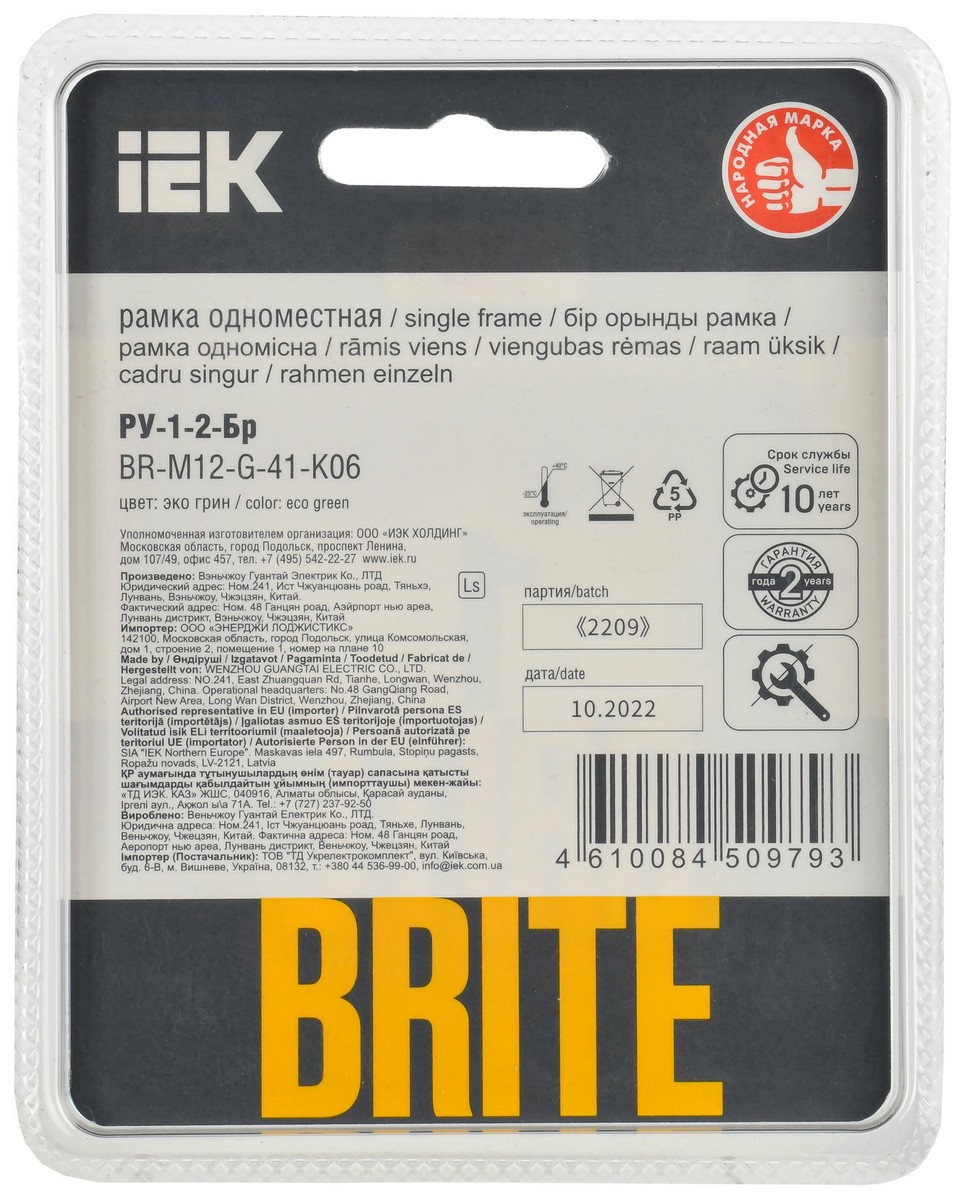 IEK
НАРОДНАЯ МАРКА
рамка одноместная / single frame / бір орынды рамка /
рамка одномісна / rāmis viens / viengubas rėmas / raam üksik /
cadru singur / rahmen einzeln
РУ-1-2-Бр
BR-M12-G-41-K06
цвет: эко грин / color: eco green
+40°C
-25°C
эксплуатация/
operating
5
PP
Срок службы
Service life
10 лет
years
Уполномоченная изготовителем организация: ООО «ИЭК ХОЛДИНГ»
Московская область, город Подольск, проспект Ленина,
дом 107/49, офис 457, тел. +7 (495) 542-22-27 www.iek.ru
Произведено: Вэньчжоу Гуантай Электрик Ко., ЛТД
Юридический адрес: Ном.241, Ист Чжуанцюань роад, Тяньхэ,
Лунвань, Вэньчжоу, Чжэцзян, Китай.
Фактический адрес: Ном. 48 Ганцян роад, Аэйрпорт нью ареа,
Лунвань дистрикт, Вэньчжоу, Чжэцзян, Китай
Импортер: ООО «ЭНЕРДЖИ ЛОДЖИСТИКС»
142100, Московская область, город Подольск, улица Комсомольская,
дом 1, строение 2, помещение 1, номер на плане 10
Made by / Өндіруші / Izgatavot / Pagaminta / Toodetud / Fabricat de /
Hergestellt von: WENZHOU GUANGTAI ELECTRIC CO., LTD
Legal address: NO.241, East Zhuangquan Rd, Tianhe, Longwan, Wenzhou,
Zhejiang, China. Operational headquarters: No.48 GangQiang Road,
Airport New Area, Long Wan District, Wenzhou, Zhejiang, China
Authorised representative in EU (importer) / Pilnvarotā persona ES
teritorijā (importētājs) / Įgaliotas asmuo ES teritorijoje (importuotojas) /
Volitatud isik ELi territooriumil (maaletooja) / Persoană autorizată pe
teritoriul UE (importator) / Autorisierte Person in der EU (einführer):
SIA "IEK Northern Europe". Maskavas iela 497, Rumbula, Stopiņu pagasts,
Ropažu novads, LV-2121, Latvia
ҚР аумағында тұтынушылардың өнім (тауар) сапасына қатысты
шағымдарды қабылдайтын ұйымның (импорттаушы) мекен-жайы:
«ТД ИЭК. КАЗ» ЖШС, 040916, Алматы облысы, Қарасай ауданы,
Іргелі аул., Ақжол ы\а 71А. Tel.: +7 (727) 237-92-50
Вироблено: Веньчжоу Гуантай Електрик Ко., ЛТД.
Юридична адреса: Ном.241, Іст Чжуанцюань роад, Тяньхе, Лунвань,
Веньчжоу, Чжецзян, Китай. Фактична адреса: Ном. 48 Ганцян роад,
Аеропорт нью ареа, Лунвань дистрикт, Веньчжоу, Чжецзян, Китай
Імпортер (Постачальник): ТОВ "ТД Укрелектрокомплект", вул. Київська,
буд. 6-В, м. Вишневе, Україна, 08132, т.: +380 44 536-99-00, info@iek.com.ua
Ls
партия/batch
《2209》
дата/date
10.2022
ГАРАНТИЯ
года 2 years
WARRANTY
4 610084 509793
BRITE